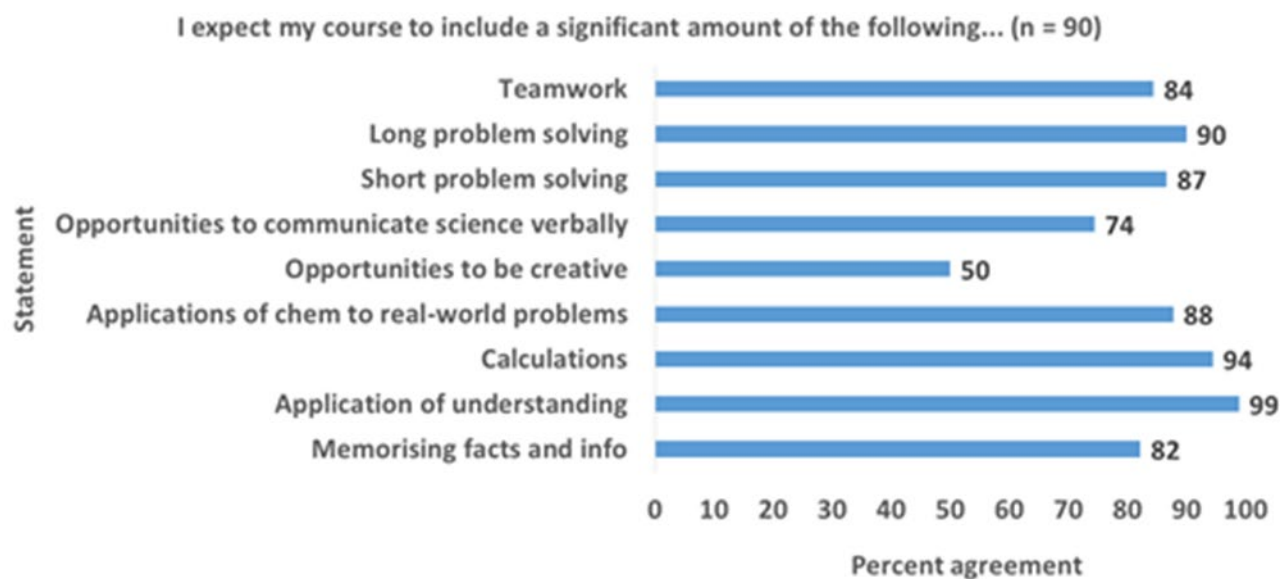 I expect my course to include a significant amount of the following... (n = 90)
Statement
Teamwork 84
Long problem solving 90
Short problem solving 87
Opportunities to communicate science verbally 74
Opportunities to be creative 50
Applications of chem to real-world problems 88
Calculations 94
Application of understanding 99
Memorising facts and info 82
0 10 20 30 40 50 60 70 80 90 100
Percent agreement